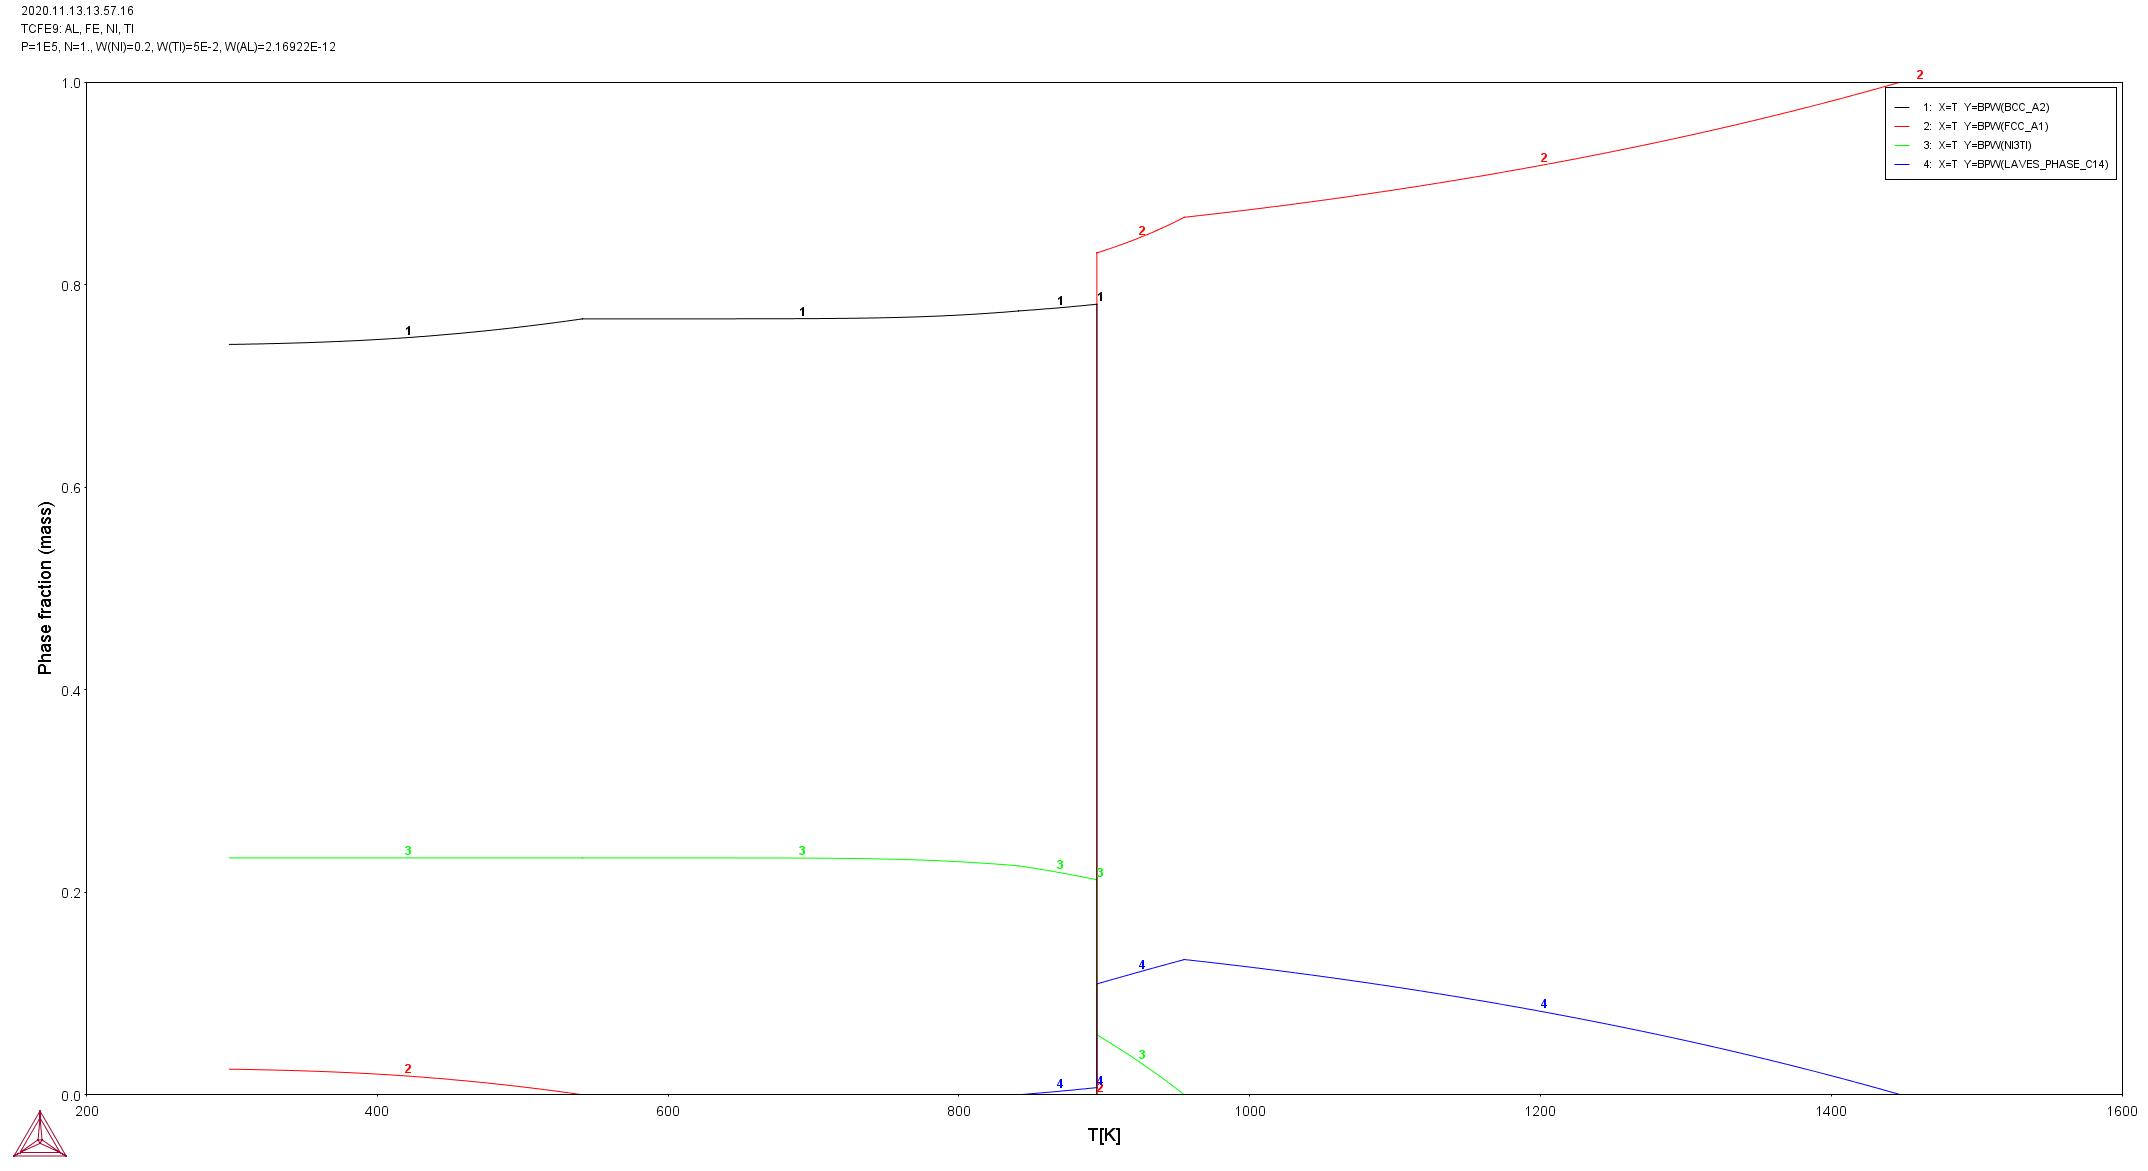 2020.11.13.13.57.16
TCFE9: AL, FE, NI, TI
P=1E5, N=1., W(NI)=0.2, W(TI)=5E-2, W(AL)=2.16922E-12
1.0
0.8
0.6
0.4
0.2
0.0
Phase fraction (mass)
200 400 600 800 1000 1200 1400 1600
T[K]
1: X=T Y=BPW(BCC_A2)
2: X=T Y=BPW(FCC_A1)
3: X=T Y=BPW(NI3TI)
4: X=T Y=BPW(LAVES_PHASE_C14)
2
2
2
1 1 1 1
3 3 3 3
4 4
3
2 4 4
2